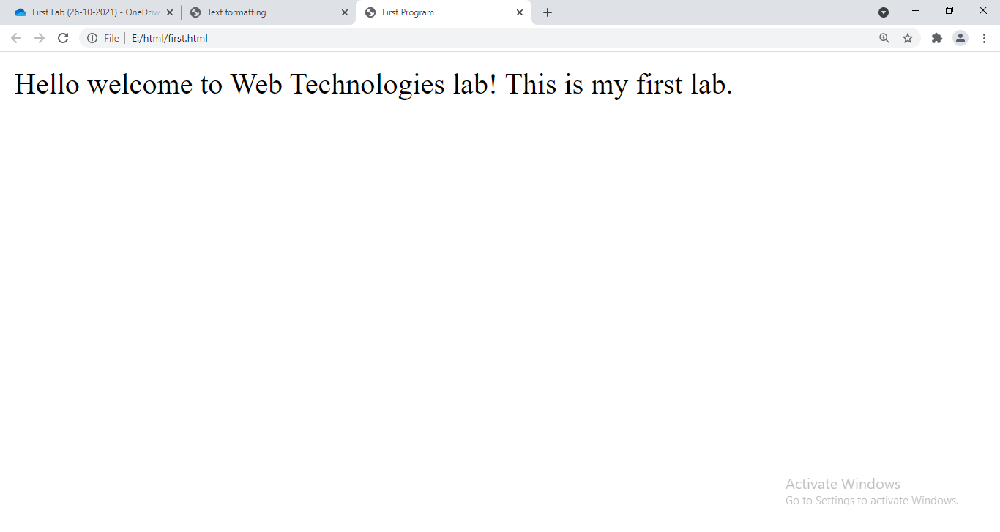 First Lab (26-10-2021) - OneDrive
Text formatting
First Program
File
E:/html/first.html
Hello welcome to Web Technologies lab! This is my first lab.
Activate Windows
Go to Settings to activate Windows.